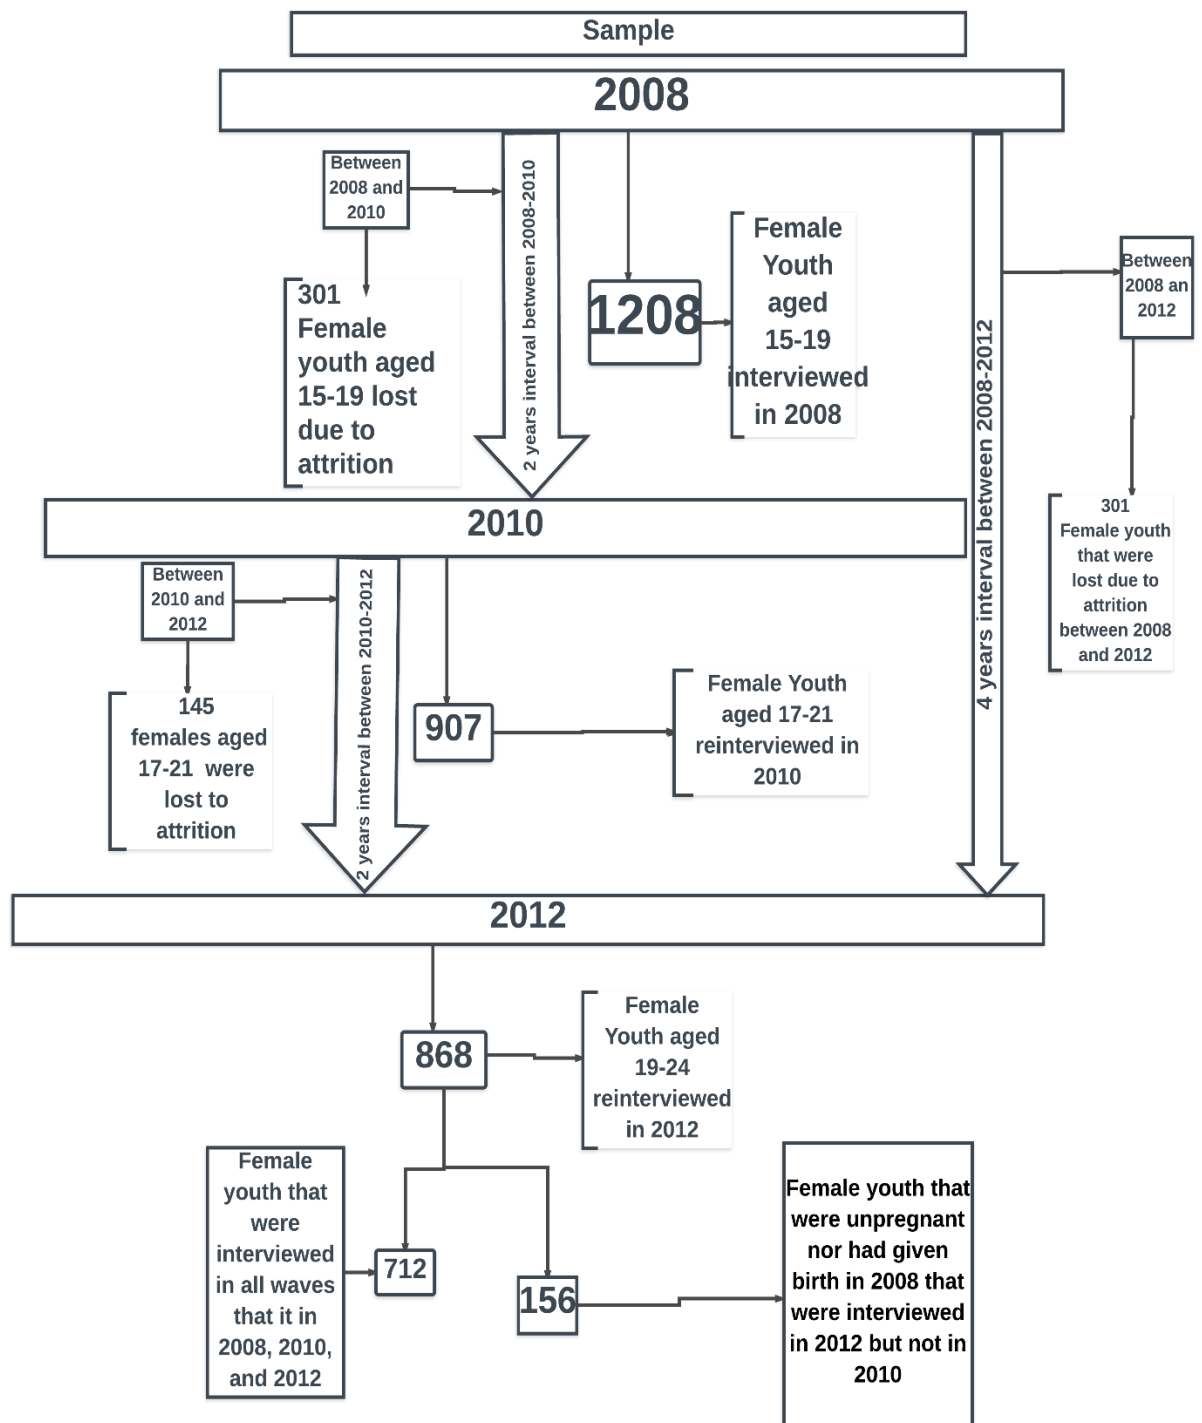 Sample
2008
Between
2008 and
2010
2 years interval between 2008-2010
301
Female
youth aged
15-19 lost
due to
attrition
1208
Female
Youth
aged
15-19
interviewed
in 2008
4 years interval between 2008-2012
Between
2008 an
2012
301
Female youth
that were
lost due to
attrition
between 2008
and 2012
2010
Between
2010 and
2012
2 years interval between 2010-2012
145
females aged
17-21 were
lost to
attrition
907
Female Youth
aged 17-21
reinterviewed in
2010
2012
868
Female
Youth aged
19-24
reinterviewed
in 2012
Female
youth that
were
interviewed
in all waves
that it in
2008, 2010,
and 2012
712
156
Female youth that
were unpregnant
nor had given
birth in 2008 that
were interviewed
in 2012 but not in
2010